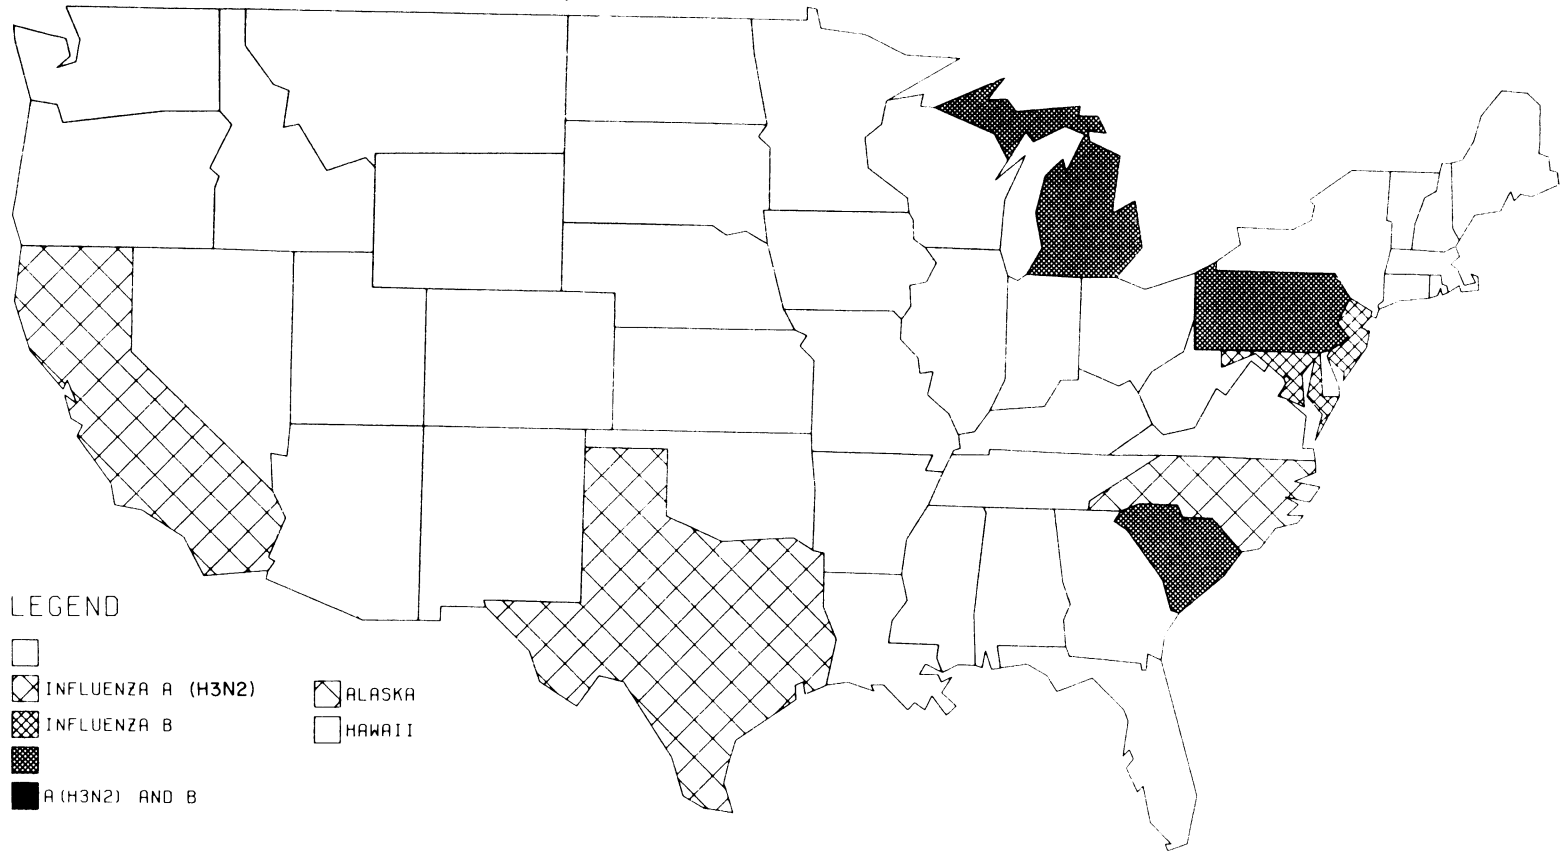 LEGEND
INFLUENZA A (H3N2)
INFLUENZA B
A (H3N2) AND B
ALASKA
HAWAII